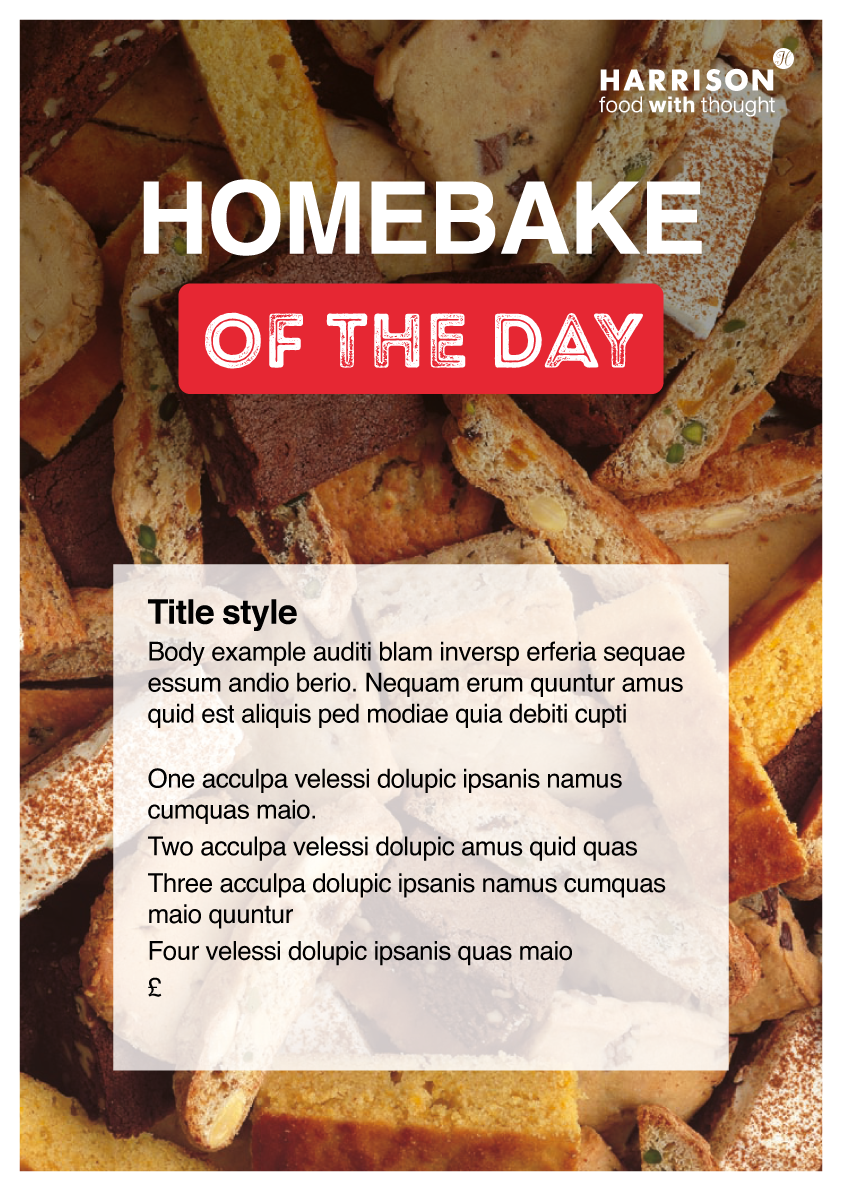 H
HARRISON
food with thought
HOMEBAKE
OF THE DAY
Title style
Body example auditi blam inversp erferia sequae
essum andio berio. Nequam erum quuntur amus
quid est aliquis ped modiae quia debiti cupti
One acculpa velessi dolupic ipsanis namus
cumquas maio.
Two acculpa velessi dolupic amus quid quas
Three acculpa dolupic ipsanis namus cumquas
maio quuntur
Four velessi dolupic ipsanis quas maio
£